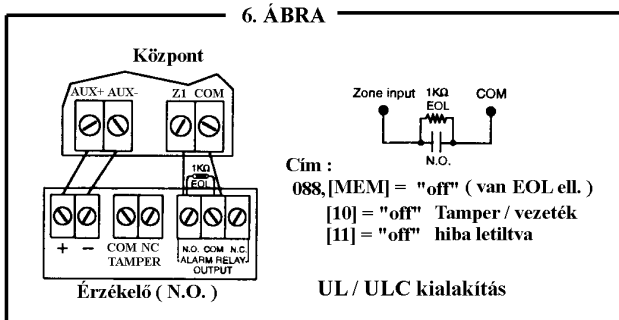 6. ÁBRA
Központ
AUX+ AUX- Z1 COM
1KΩ
EOL
+ - COM NC N.O. COM N.C.
TAMPER ALARM RELAY
OUTPUT
Érzékelő ( N.O. )
Zone input 1KΩ COM
EOL
N.O.
Cím :
088,[MEM] = "off" ( van EOL ell. )
[10] = "off" Tamper / vezeték
[11] = "off" hiba letiltva
UL / ULC kialakítás